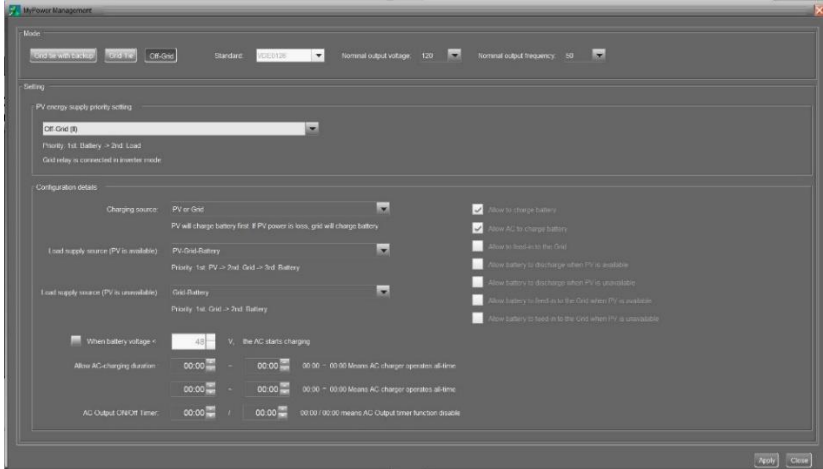 MyPower Management
Mode
Grid tie with backup Grid tie Off-Grid Standard: VDE0126 Nominal output voltage: 120 Nominal output frequency: 50
Setting
PV energy supply priority setting
Off-Grid (II)
Priority: 1st. Battery -> 2nd. Load
Grid relay is connected in inverter mode
Configuration details
Charging source: PV or Grid
PV will charge battery first. If PV power in loss, grid will charge battery
Load supply source (PV is available): PV-Grid-Battery
Priority: 1st. PV -> 2nd. Grid -> 3rd. Battery
Load supply source (PV is unavailable): Grid-Battery
Priority: 1st. Grid -> 2nd. Battery
When battery voltage < 48 V, the AC starts charging
Allow AC-charging duration: 00:00 ~ 00:00 00:00 ~ 00:00 Means AC charger operates all-time
00:00 ~ 00:00 00:00 ~ 00:00 Means AC charger operates all-time
AC-Output ON/Off Timer: 00:00 / 00:00 00:00 / 00:00 means AC Output timer function disable
Allow to charge battery
Allow AC to charge battery
Allow to feed-in to the Grid
Allow battery to discharge when PV is available
Allow battery to discharge when PV is unavailable
Allow battery to feed-in to the Grid when PV is available
Allow battery to feed-in to the Grid when PV is unavailable
Apply Close